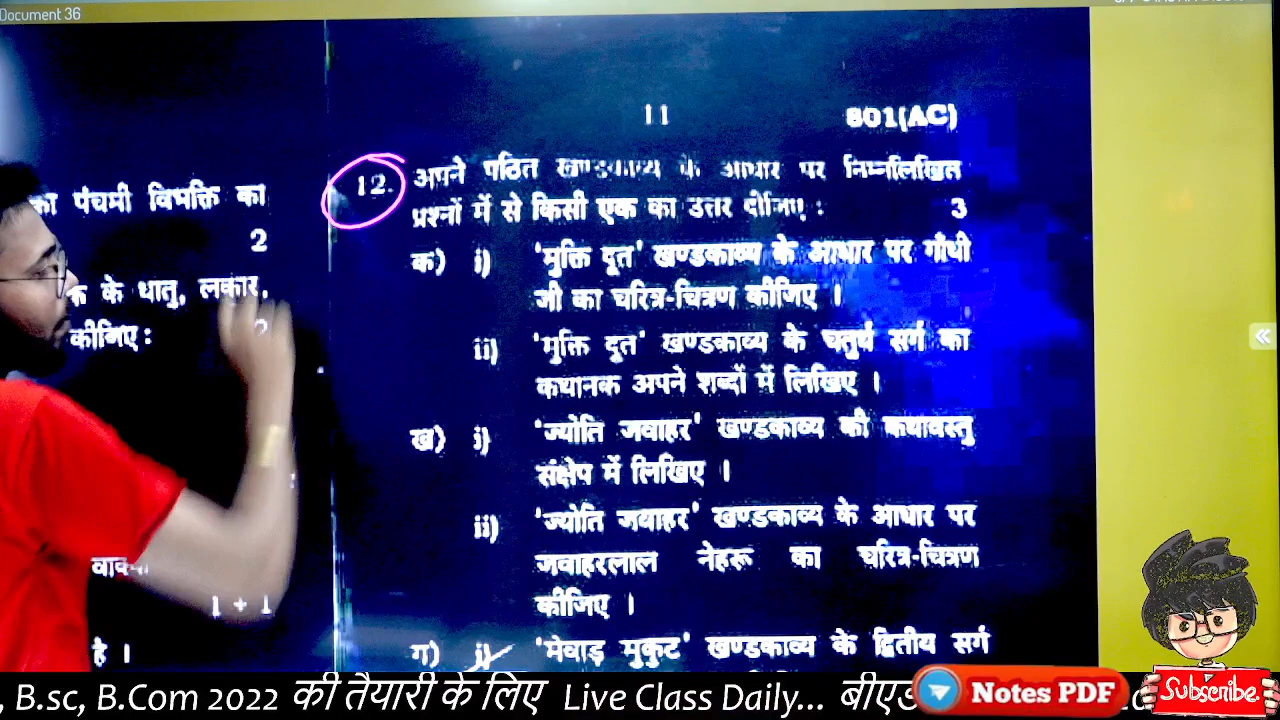 Document 36
का पंचमी विभक्ति का
2
के धातु, लकार,
कीजिए :
1 + 1
है ।
11 801(AC)
12. अपने पठित खण्डकाव्य के आधार पर निम्नलिखित
प्रश्नों में से किसी एक का उत्तर दीजिए : 3
क) i) 'मुक्ति दूत' खण्डकाव्य के आधार पर गाँधी
जी का चरित्र-चित्रण कीजिए ।
ii) 'मुक्ति दूत' खण्डकाव्य के चतुर्थ सर्ग का
कथानक अपने शब्दों में लिखिए ।
ख) i) 'ज्योति जवाहर' खण्डकाव्य की कथावस्तु
संक्षेप में लिखिए ।
ii) 'ज्योति जवाहर' खण्डकाव्य के आधार पर
जवाहरलाल नेहरू का चरित्र-चित्रण
कीजिए ।
ग) i) 'मेवाड़ मुकुट' खण्डकाव्य के द्वितीय सर्ग
, B.sc, B.Com 2022 की तैयारी के लिए Live Class Daily...
Notes PDF
Subscribe